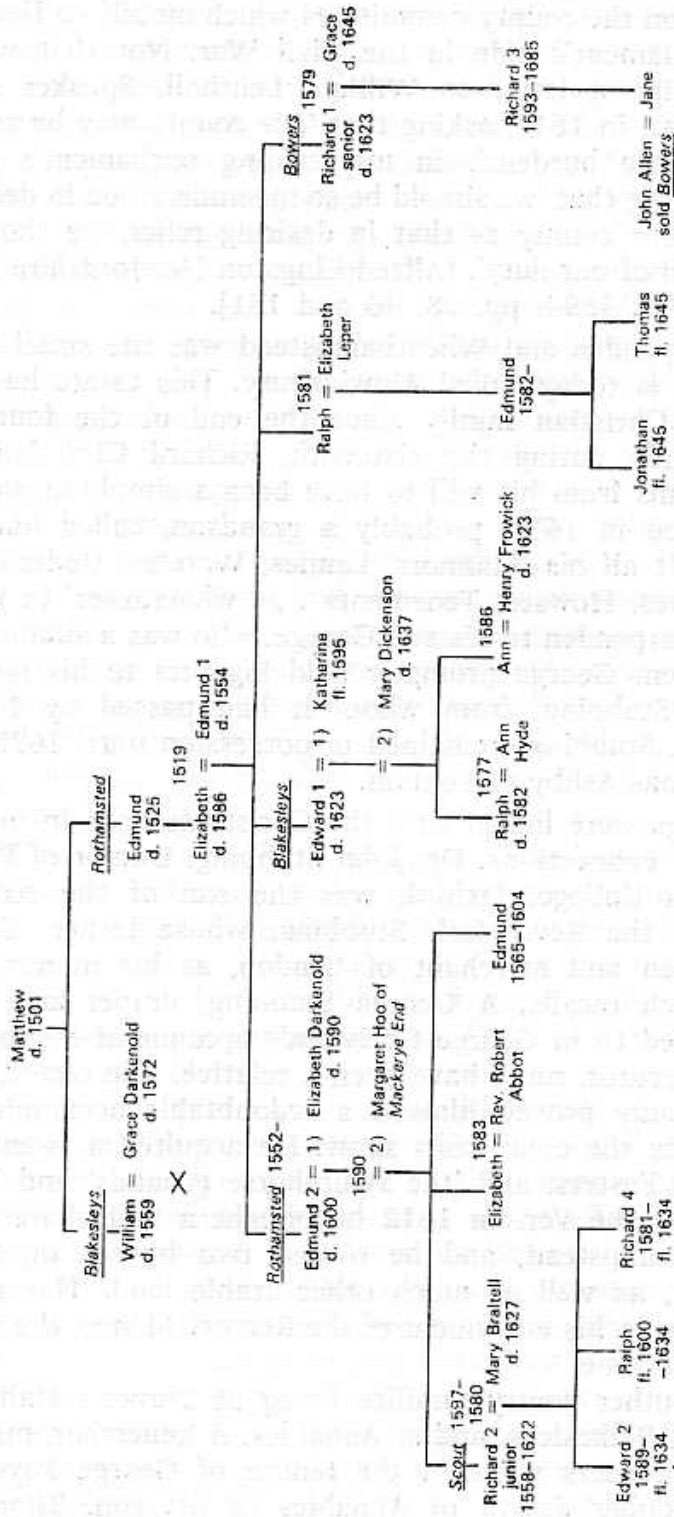 Matthew
d. 1501
Blakesleys
William = Grace Darkenold
d. 1559 d. 1572
X
Rothamsted
Edmund
d. 1525
1519
Elizabeth = Edmund 1
d. 1586 d. 1554
Rothamsted 1552–
Edmund 2 = 1) Elizabeth Darkenold
d. 1600 d. 1580
1590
= 2) Margaret Hoo of
Mackerye End
Blakesleys
Edward 1 = 1) Katharine
d. 1623 fl. 1595
= 2) Mary Dickenson
d. 1637
1581
Ralph = Elizabeth
Leper
Bowers 1579
Richard 1 = Grace
senior d. 1645
d. 1623
Scout 1597–
1580
Richard 2 = Mary Braltell
junior d. 1627
1558–1622
1583
Elizabeth = Rev. Robert
Abbot
Edmund
1565–1604
1577
Ralph = Ann
d. 1582 Hyde
1586
Ann = Henry Frowick
d. 1623
Edmund
1582–
Richard 3
1593–1685
Edward 2
1589–
fl. 1634
Ralph
fl. 1600
–1634
Richard 4
1581–
fl. 1634
Jonathan
fl. 1645
Thomas
fl. 1645
John Allen = Jane
sold Bowers